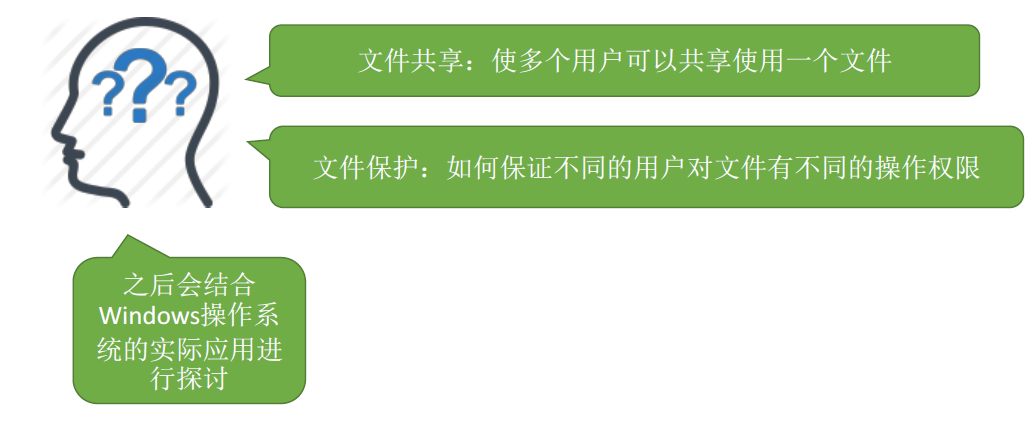 ???
文件共享：使多个用户可以共享使用一个文件
文件保护：如何保证不同的用户对文件有不同的操作权限
之后会结合
Windows操作系
统的实际应用进
行探讨